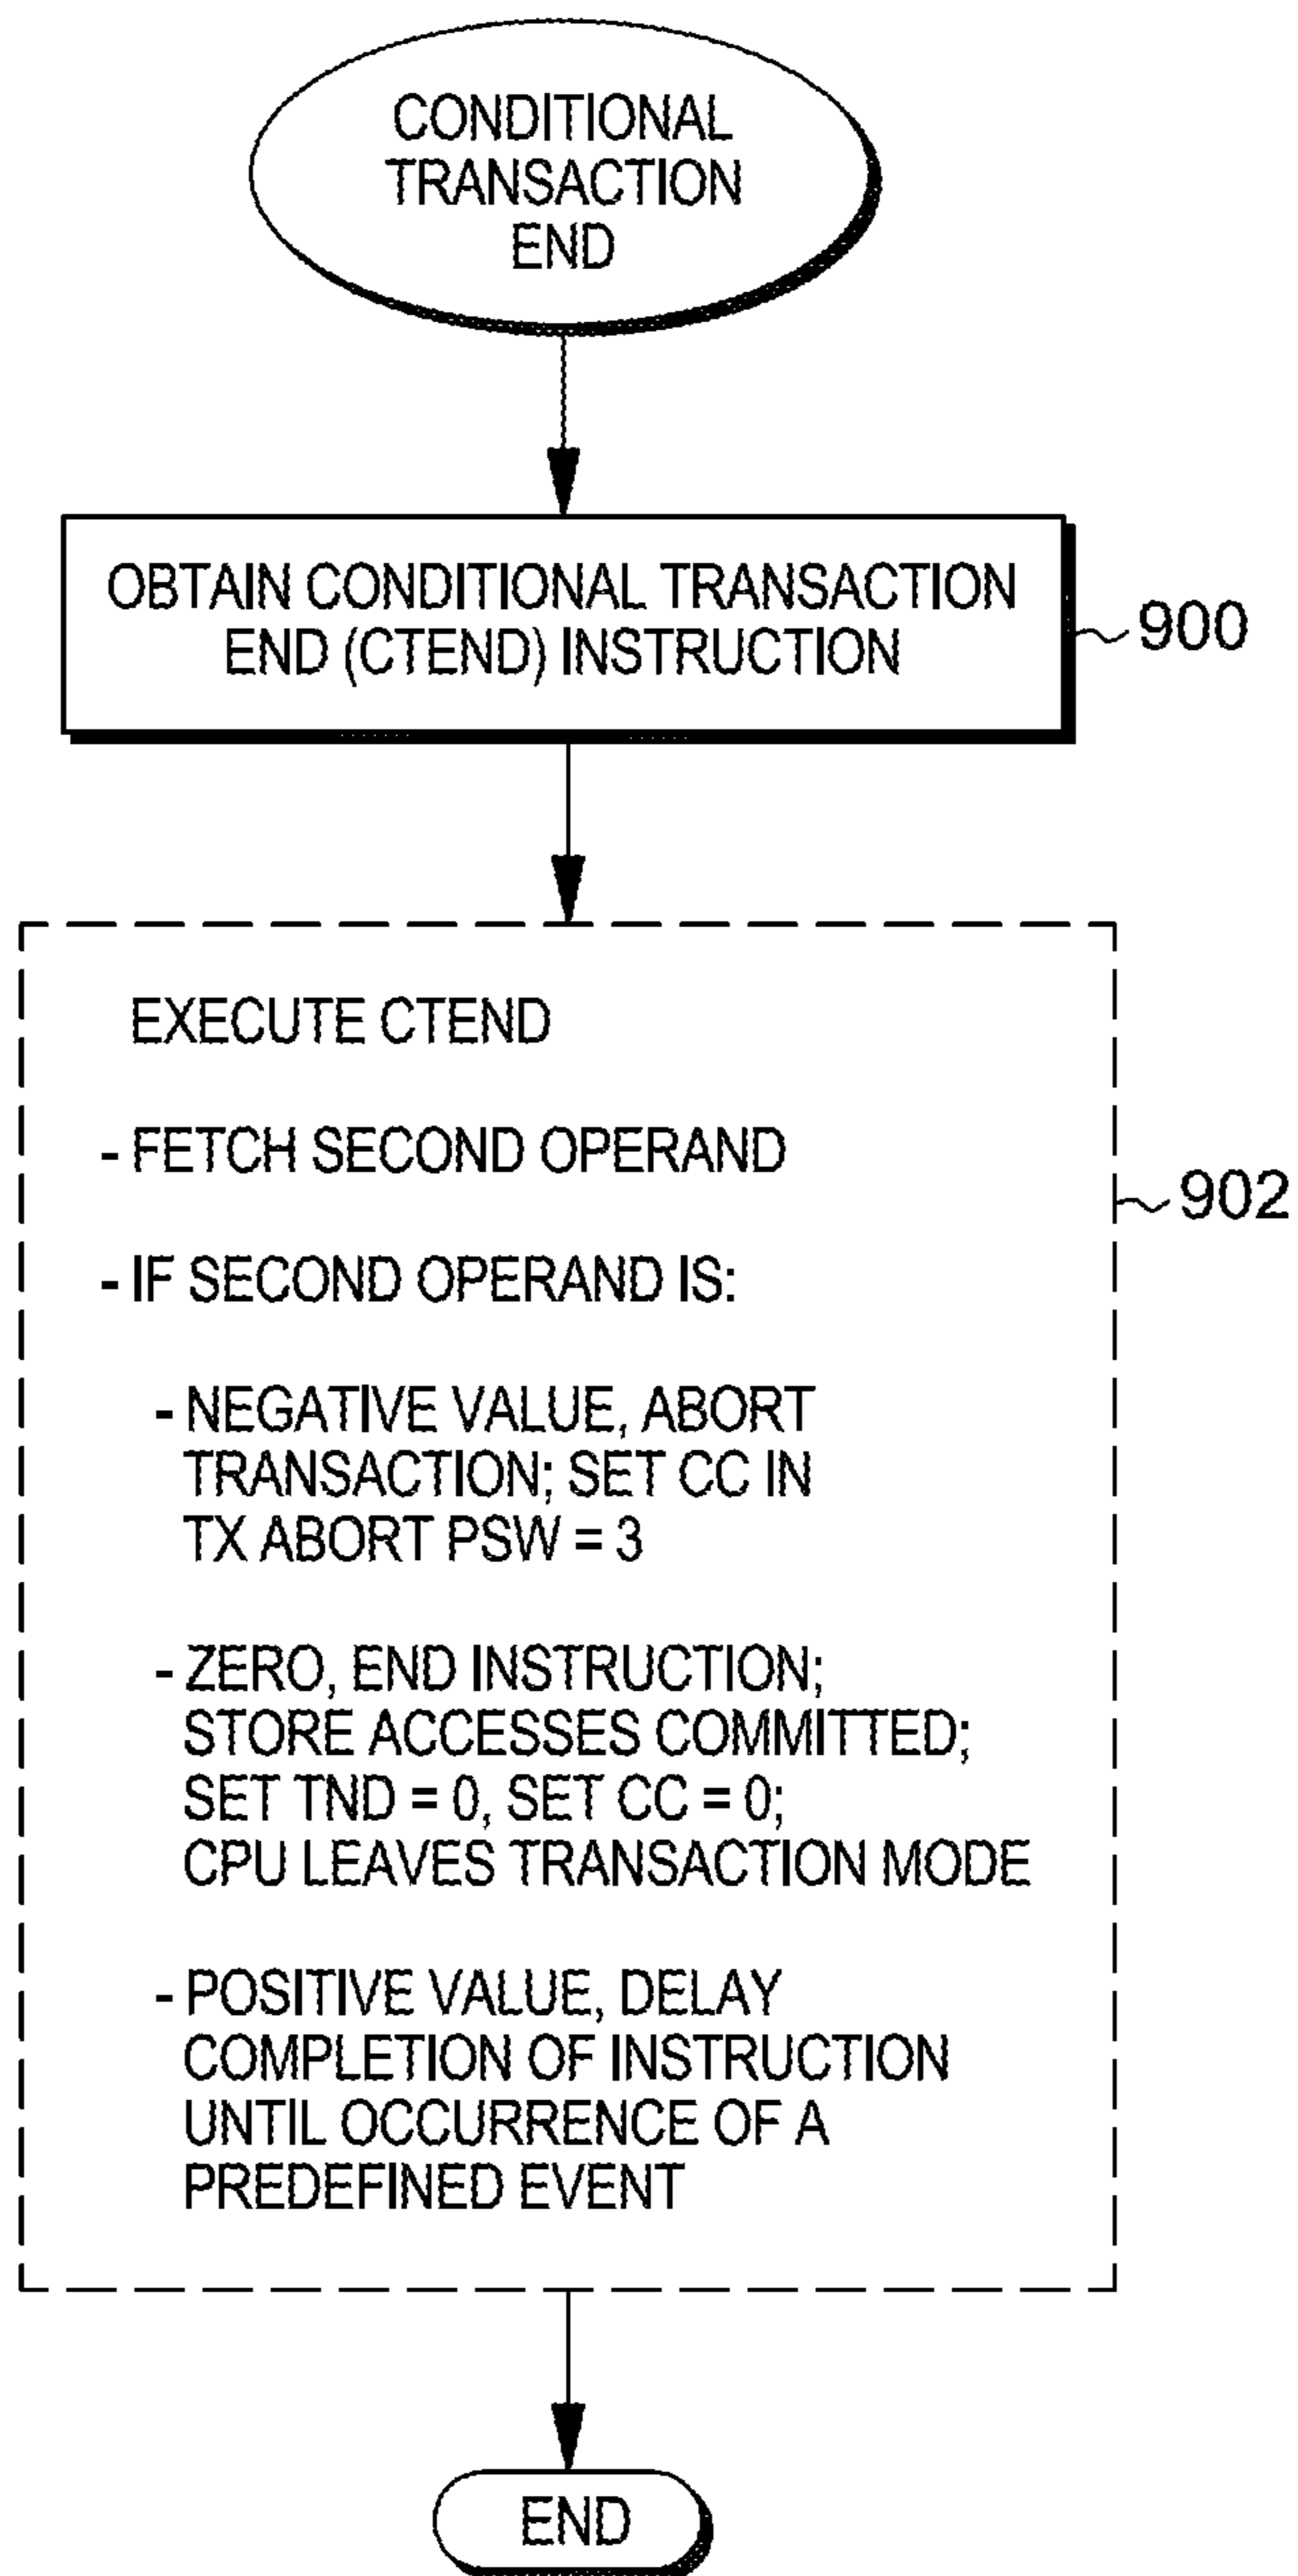 CONDITIONAL
TRANSACTION
END
OBTAIN CONDITIONAL TRANSACTION
END (CTEND) INSTRUCTION
900
EXECUTE CTEND
- FETCH SECOND OPERAND
902
- IF SECOND OPERAND IS:
- NEGATIVE VALUE, ABORT
TRANSACTION; SET CC IN
TX ABORT PSW = 3
- ZERO, END INSTRUCTION;
STORE ACCESSES COMMITTED;
SET TND = 0, SET CC = 0;
CPU LEAVES TRANSACTION MODE
- POSITIVE VALUE, DELAY
COMPLETION OF INSTRUCTION
UNTIL OCCURRENCE OF A
PREDEFINED EVENT
END